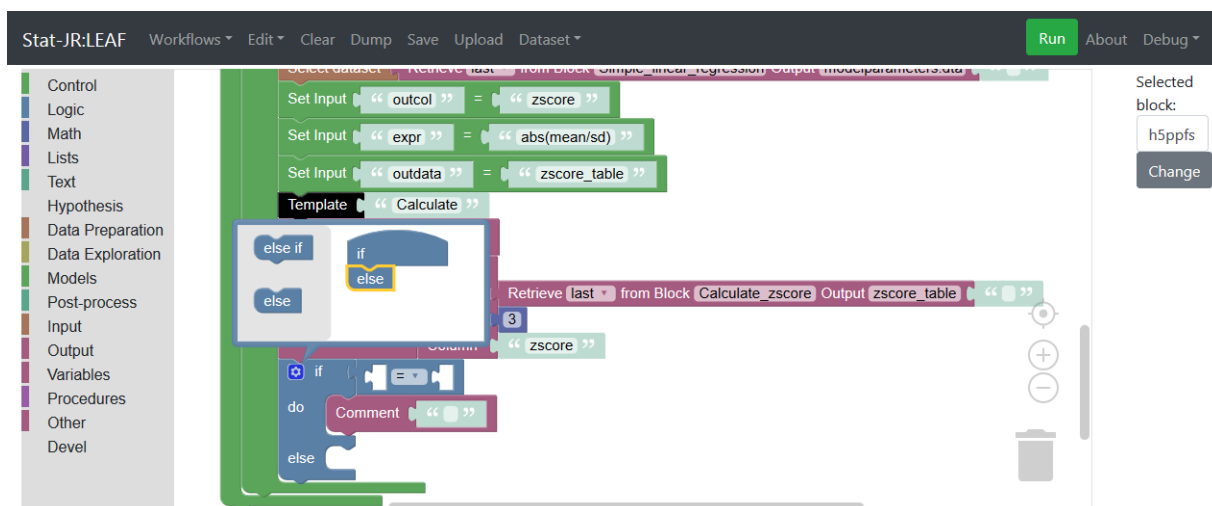 Stat-JR:LEAF Workflows Edit Clear Dump Save Upload Dataset Run About Debug
Control
Logic
Math
Lists
Text
Hypothesis
Data Preparation
Data Exploration
Models
Post-process
Input
Output
Variables
Procedures
Other
Devel
Select dataset Retrieve last from Block Simple_linear_regression Output modelparameters.dta “ ”
Set Input “ outcol ” = “ zscore ”
Set Input “ expr ” = “ abs(mean/sd) ”
Set Input “ outdata ” = “ zscore_table ”
Template “ Calculate ”
else if
else
if
else
Retrieve last from Block Calculate_zscore Output zscore_table “ ”
3
Column “ zscore ”
if =
do Comment “ ”
else
Selected
block:
h5ppfs
Change